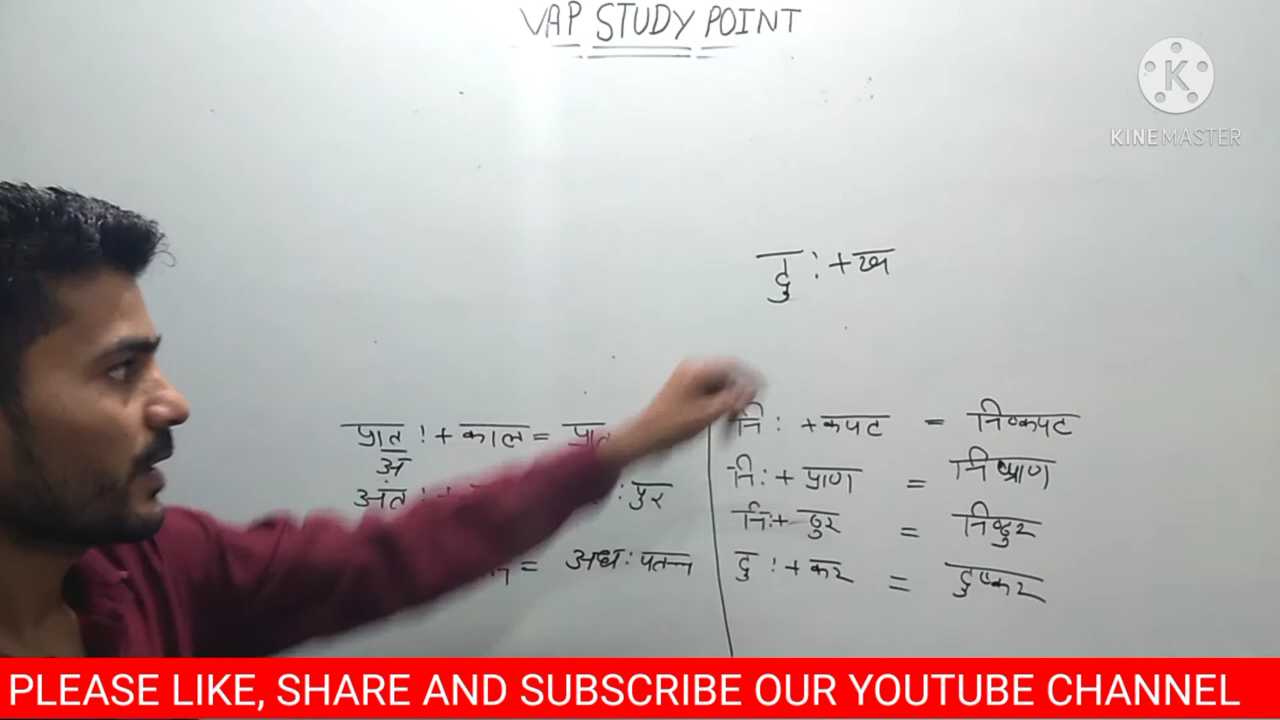 VAP STUDY POINT
KINEMASTER
दु : + ख
प्रात : + काल = प्रात
अ
अंत : +
: पुर
= अधः पतन
नि : + कपट = निष्कपट
नि : + प्राण = निष्प्राण
नि : + ठुर = निष्ठुर
दु : + कर = दुष्कर
PLEASE LIKE, SHARE AND SUBSCRIBE OUR YOUTUBE CHANNEL